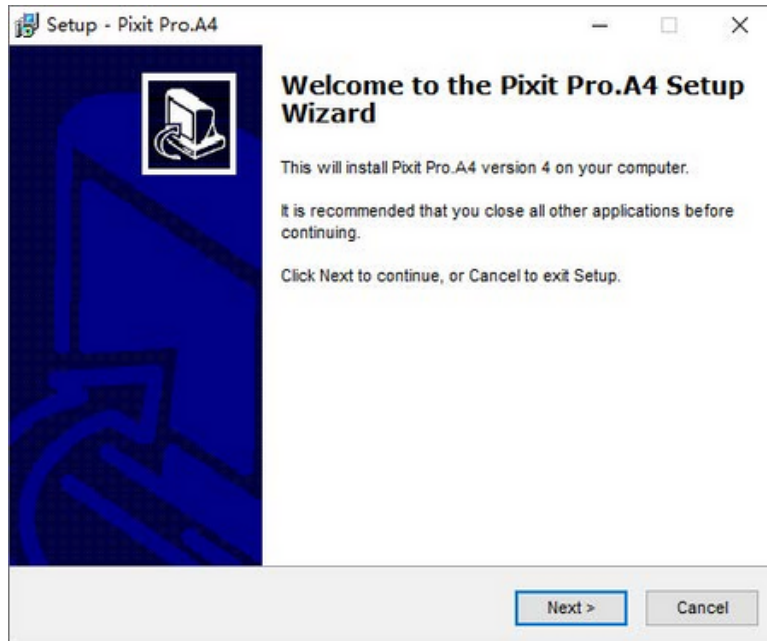 Setup - Pixit Pro.A4
Welcome to the Pixit Pro.A4 Setup
Wizard
This will install Pixit Pro.A4 version 4 on your computer.
It is recommended that you close all other applications before
continuing.
Click Next to continue, or Cancel to exit Setup.
Next >
Cancel